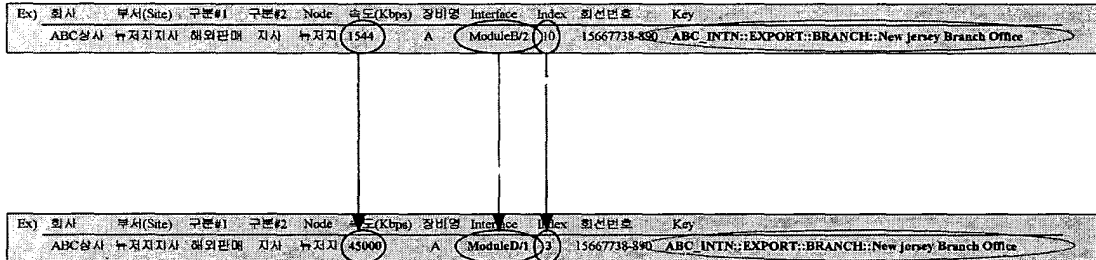 Ex) 회사 부서(Site) 구분#1 구분#2 Node 속도(Kbps) 장비명 Interface Index 회선번호 Key
ABC상사 뉴저지지사 해외판매 지사 뉴저지 1544 A ModuleB/2 10 15667738-890 ABC_INTN::EXPORT::BRANCH::New jersey Branch Office
Ex) 회사 부서(Site) 구분#1 구분#2 Node 속도(Kbps) 장비명 Interface Index 회선번호 Key
ABC상사 뉴저지지사 해외판매 지사 뉴저지 45000 A ModuleD/1 3 15667738-890 ABC_INTN::EXPORT::BRANCH::New jersey Branch Office